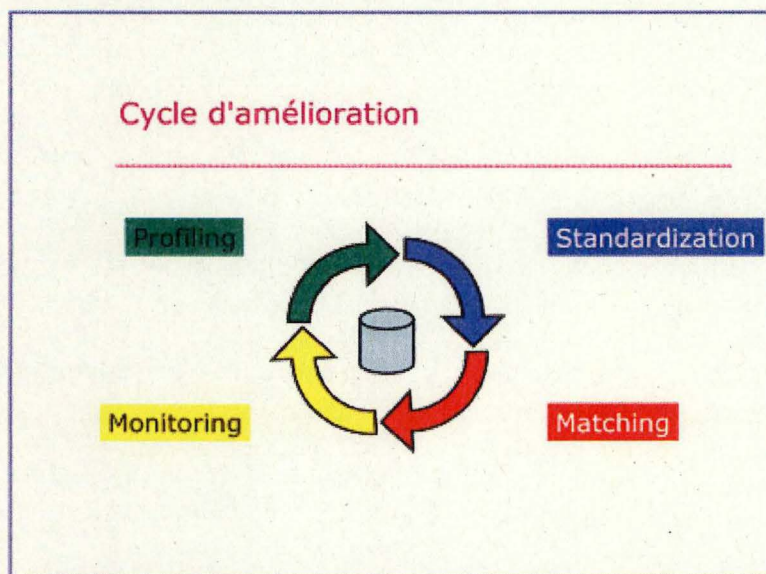 Cycle d'amélioration
Profiling
Standardization
Monitoring
Matching